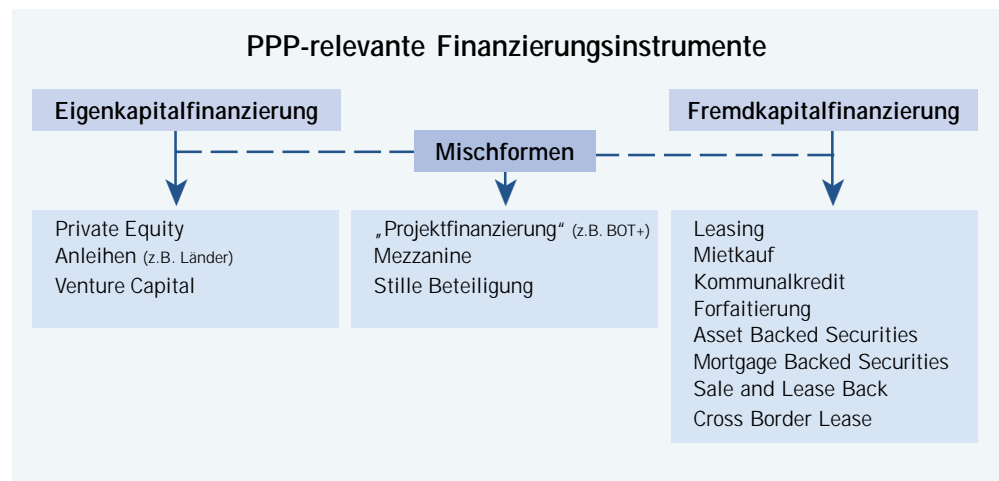 PPP-relevante Finanzierungsinstrumente
Eigenkapitalfinanzierung
Fremdkapitalfinanzierung
Mischformen
Private Equity
Anleihen (z.B. Länder)
Venture Capital
„Projektfinanzierung“ (z.B. BOT+)
Mezzanine
Stille Beteiligung
Leasing
Mietkauf
Kommunalkredit
Forfaitierung
Asset Backed Securities
Mortgage Backed Securities
Sale and Lease Back
Cross Border Lease